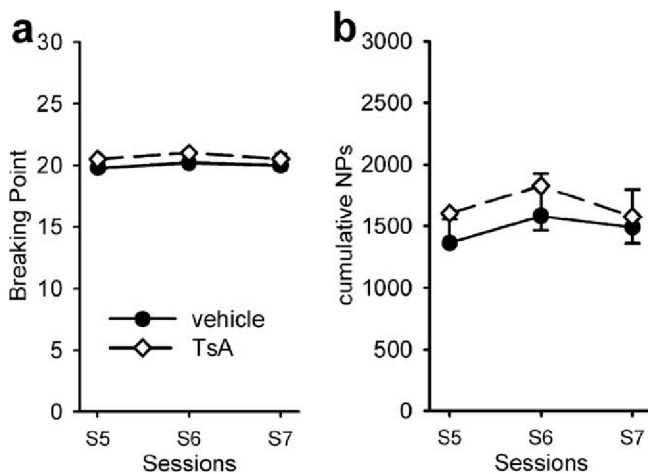 a
30
25
20
15
10
5
0
Breaking Point
vehicle
TsA
S5 S6 S7
Sessions
b
3000
2500
2000
1500
1000
500
0
cumulative NPs
S5 S6 S7
Sessions